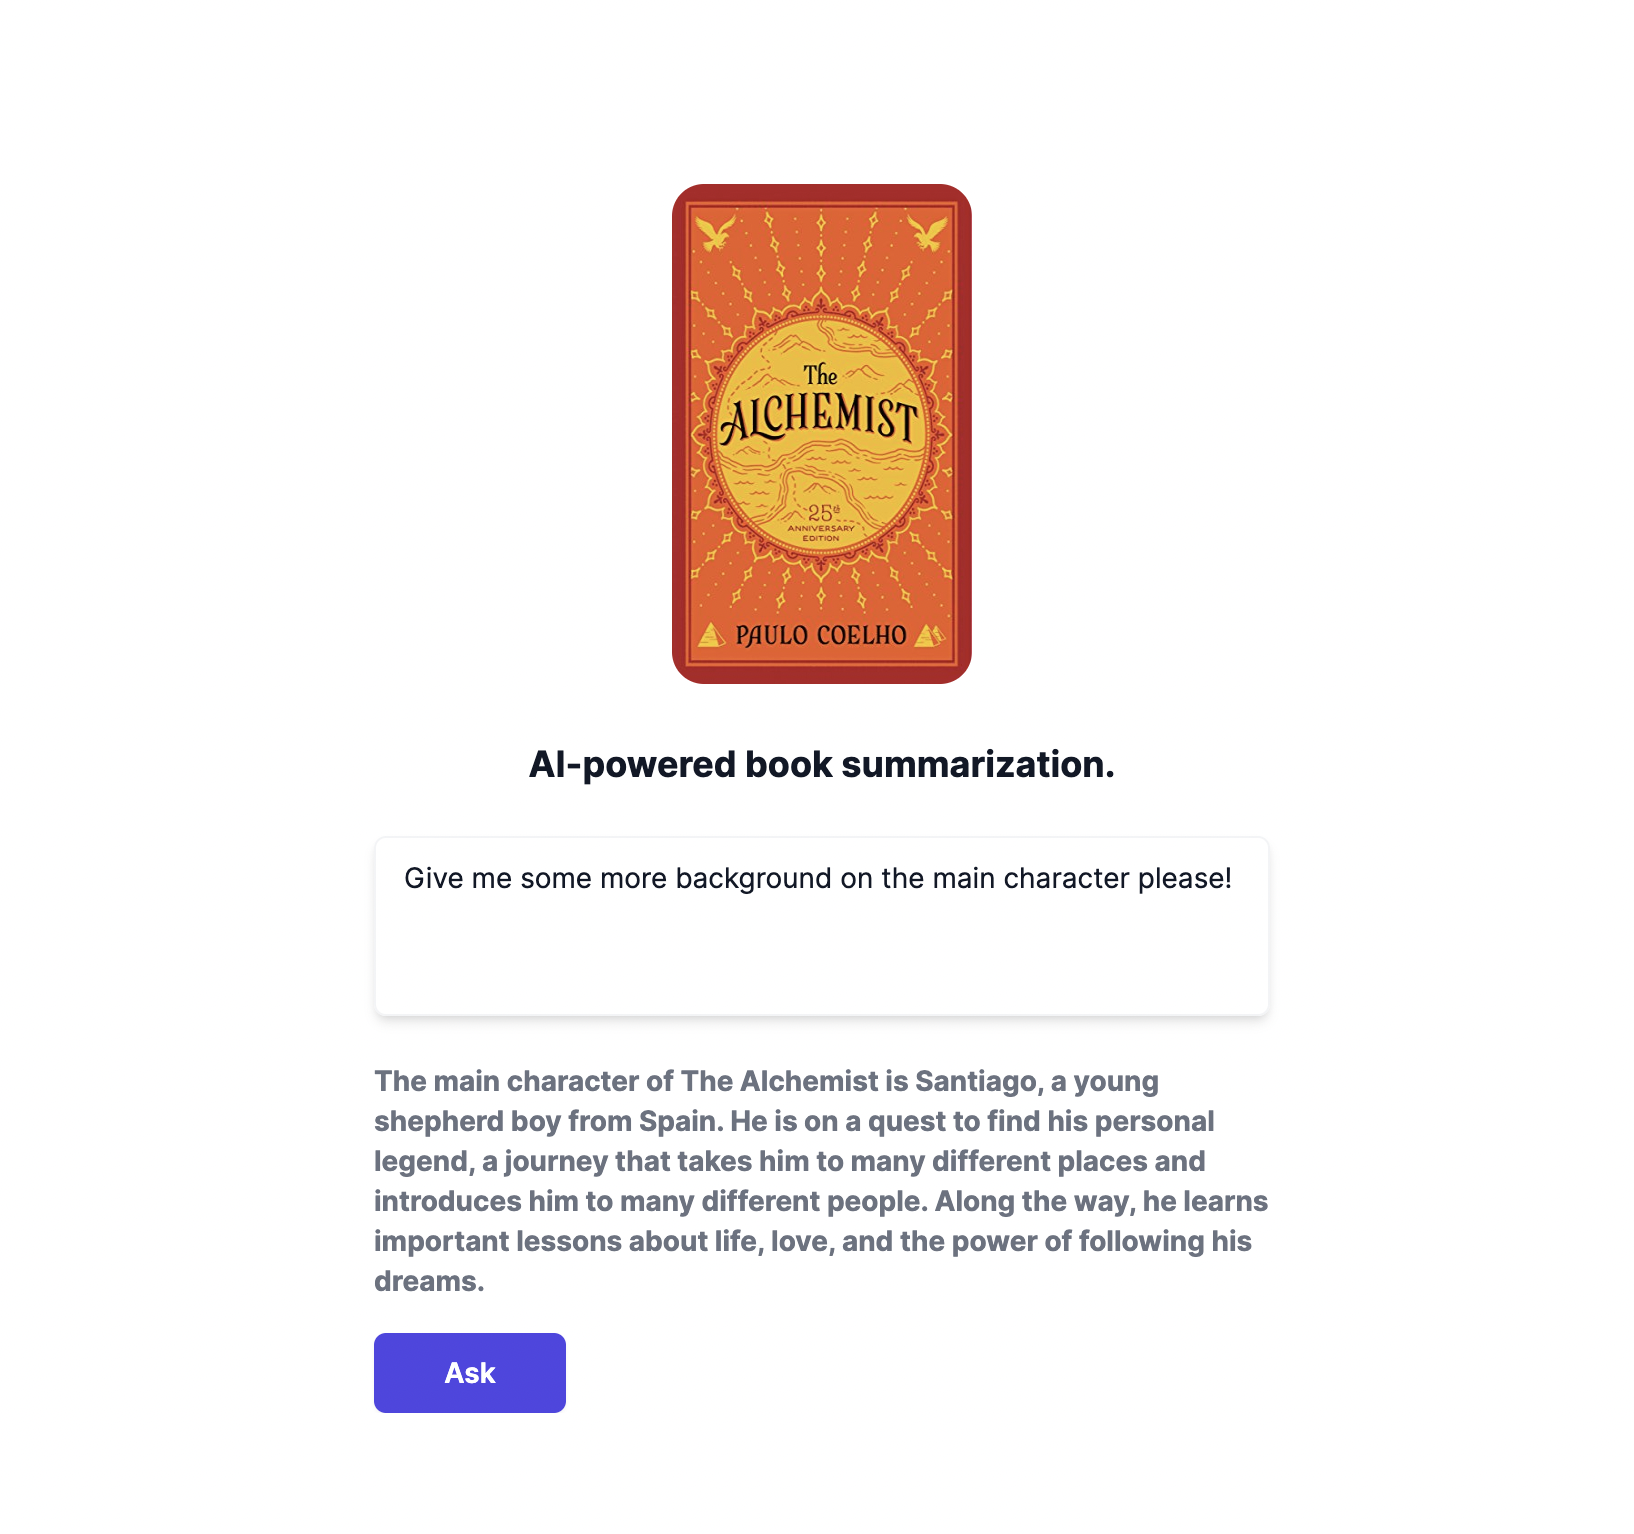 The
ALCHEMIST
25th
ANNIVERSARY
EDITION
PAULO COELHO
AI-powered book summarization.
Give me some more background on the main character please!
The main character of The Alchemist is Santiago, a young
shepherd boy from Spain. He is on a quest to find his personal
legend, a journey that takes him to many different places and
introduces him to many different people. Along the way, he learns
important lessons about life, love, and the power of following his
dreams.
Ask